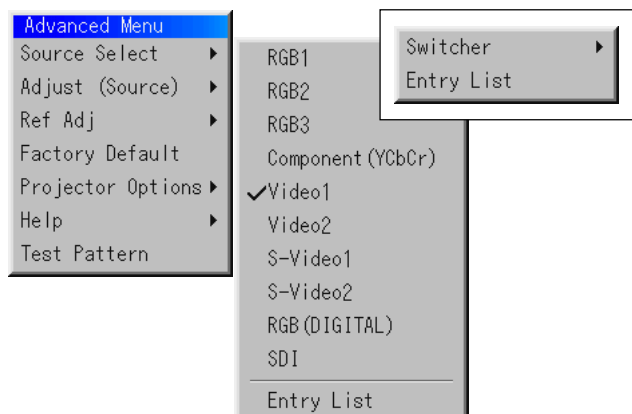 Advanced Menu
Source Select
Adjust (Source)
Ref Adj
Factory Default
Projector Options
Help
Test Pattern
RGB1
RGB2
RGB3
Component(YCbCr)
Video1
Video2
S-Video1
S-Video2
RGB(DIGITAL)
SDI
Entry List
Switcher
Entry List